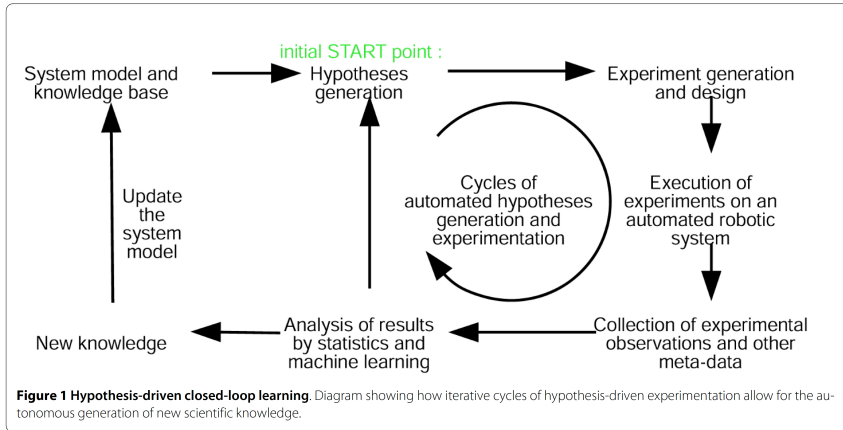 initial START point :
System model and
knowledge base
Hypotheses
generation
Experiment generation
and design
Update
the
system
model
Cycles of
automated hypotheses
generation and
experimentation
Execution of
experiments on an
automated robotic
system
New knowledge
Analysis of results
by statistics and
machine learning
Collection of experimental
observations and other
meta-data
Figure 1 Hypothesis-driven closed-loop learning. Diagram showing how iterative cycles of hypothesis-driven experimentation allow for the au-
tonomous generation of new scientific knowledge.